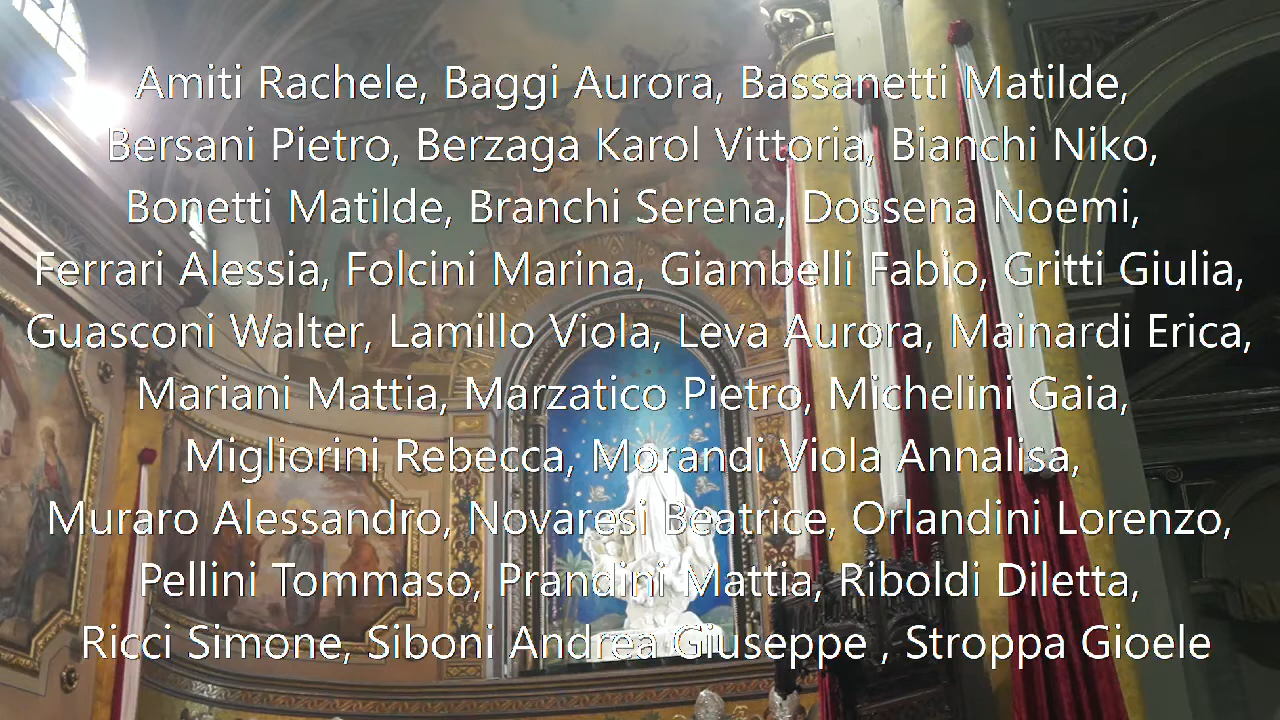 Amiti Rachele, Baggi Aurora, Bassanetti Matilde,
Bersani Pietro, Berzaga Karol Vittoria, Bianchi Niko,
Bonetti Matilde, Branchi Serena, Dossena Noemi,
Ferrari Alessia, Folcini Marina, Giambelli Fabio, Gritti Giulia,
Guasconi Walter, Lamillo Viola, Leva Aurora, Mainardi Erica,
Mariani Mattia, Marzatico Pietro, Michelini Gaia,
Migliorini Rebecca, Morandi Viola Annalisa,
Muraro Alessandro, Novaresi Beatrice, Orlandini Lorenzo,
Pellini Tommaso, Prandini Mattia, Riboldi Diletta,
Ricci Simone, Siboni Andrea Giuseppe , Stroppa Gioele